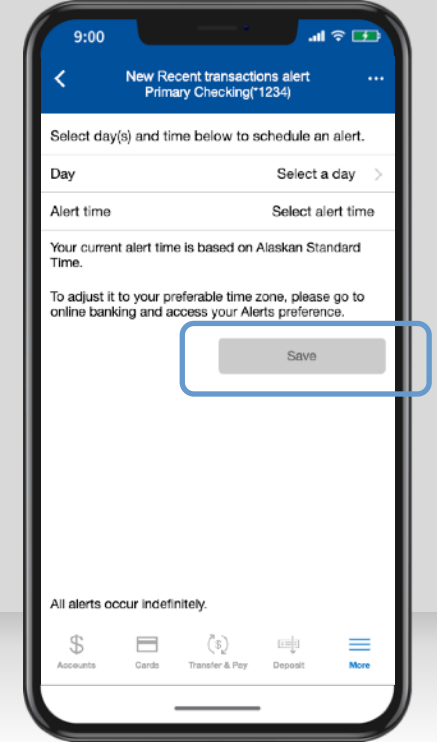 9:00
New Recent transactions alert
Primary Checking(*1234)
Select day(s) and time below to schedule an alert.
Day Select a day
Alert time Select alert time
Your current alert time is based on Alaskan Standard
Time.
To adjust it to your preferable time zone, please go to
online banking and access your Alerts preference.
Save
All alerts occur indefinitely.
Accounts Cards Transfer & Pay Deposit More